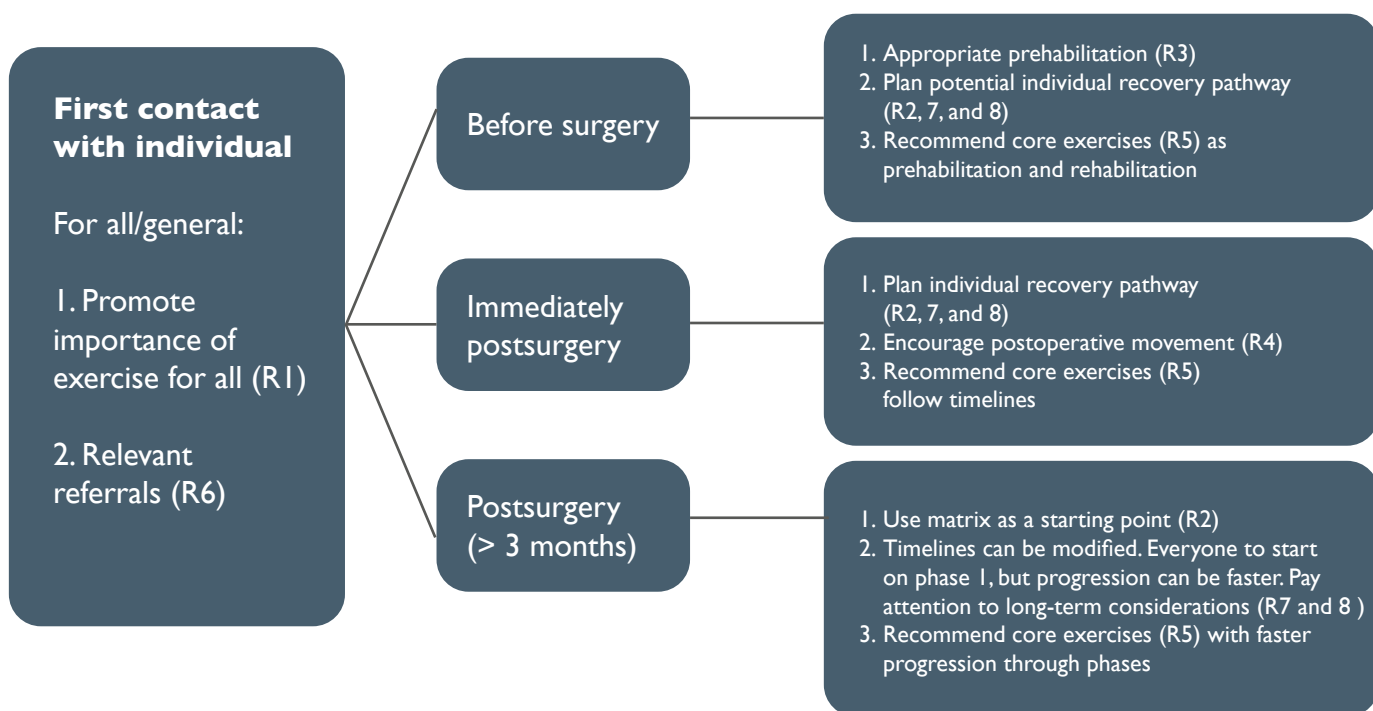 First contact
with individual
For all/general:
1. Promote
importance of
exercise for all (R1)
2. Relevant
referrals (R6)
Before surgery
1. Appropriate prehabilitation (R3)
2. Plan potential individual recovery pathway
(R2, 7, and 8)
3. Recommend core exercises (R5) as
prehabilitation and rehabilitation
Immediately
postsurgery
1. Plan individual recovery pathway
(R2, 7, and 8)
2. Encourage postoperative movement (R4)
3. Recommend core exercises (R5)
follow timelines
Postsurgery
(> 3 months)
1. Use matrix as a starting point (R2)
2. Timelines can be modified. Everyone to start
on phase 1, but progression can be faster. Pay
attention to long-term considerations (R7 and 8 )
3. Recommend core exercises (R5) with faster
progression through phases